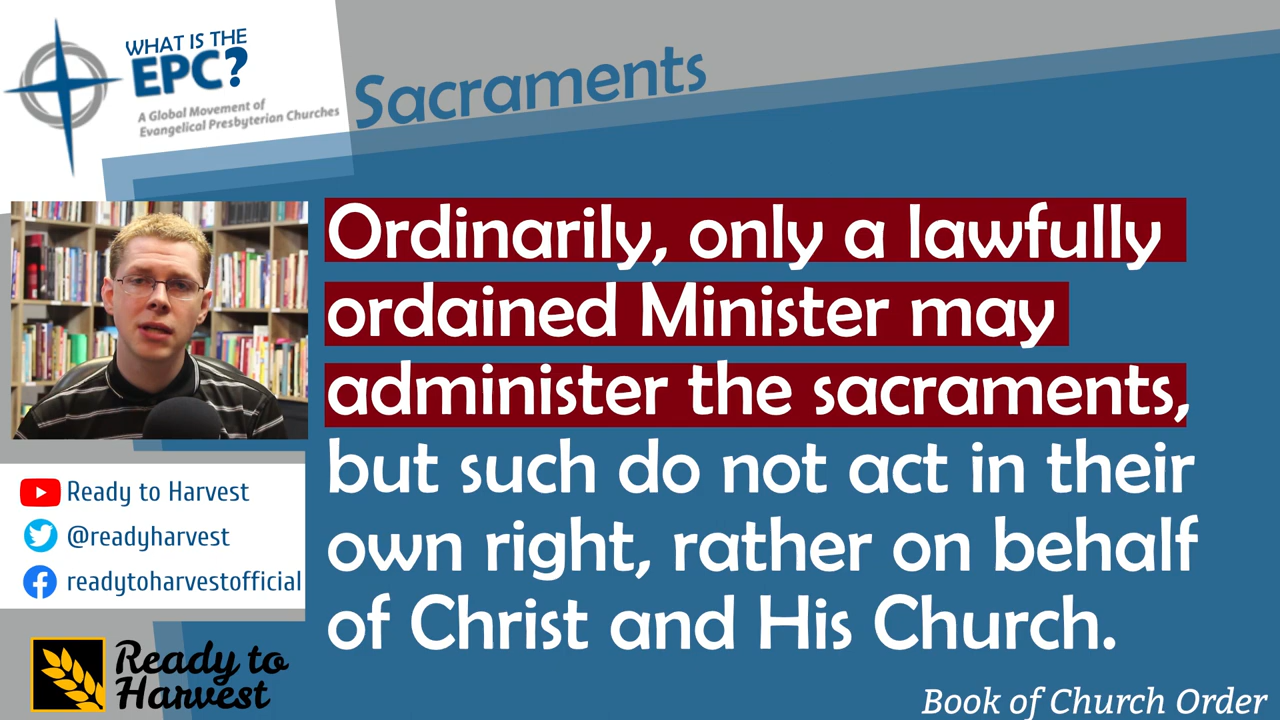 WHAT IS THE
EPC?
A Global Movement of
Evangelical Presbyterian Churches
Sacraments
Ordinarily, only a lawfully
ordained Minister may
administer the sacraments,
but such do not act in their
own right, rather on behalf
of Christ and His Church.
Book of Church Order
Ready to Harvest
@readyharvest
readytoharvestofficial
Ready to
Harvest